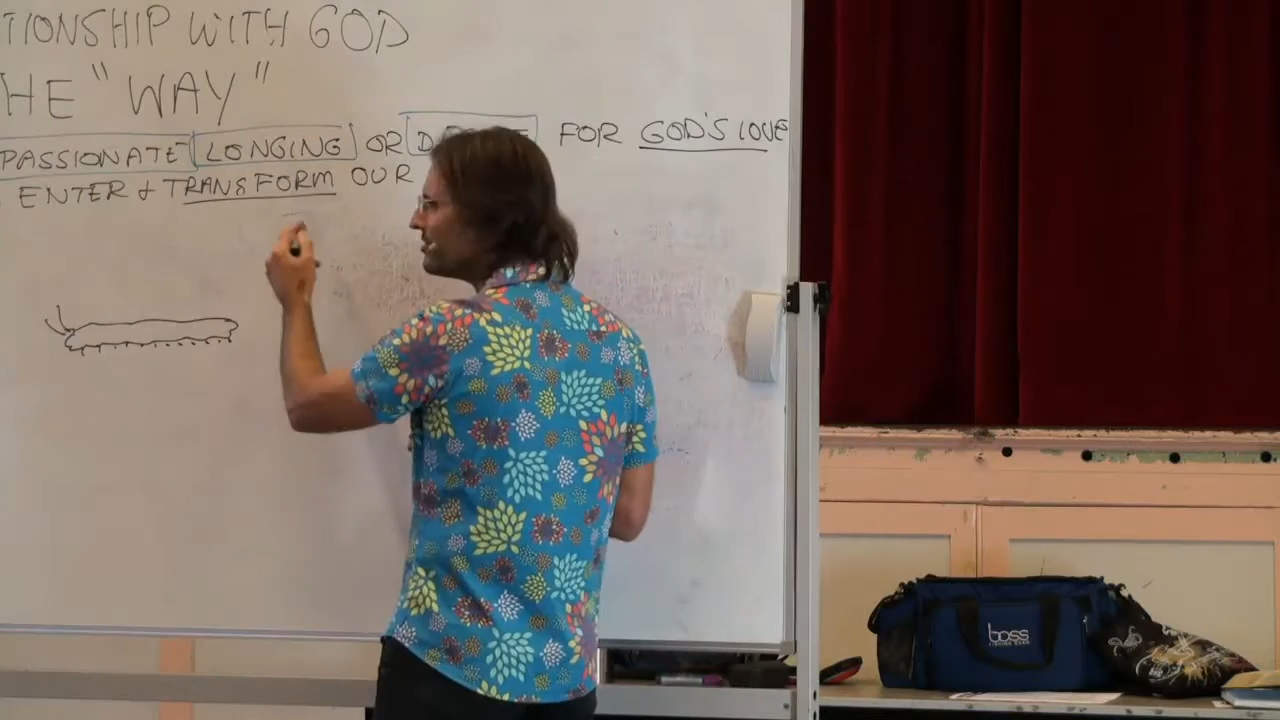 TIONSHIP WITH GOD
HE "WAY"
PASSIONATE LONGING OR FOR GOD'S LOVE
ENTER & TRANSFORM OUR
boss